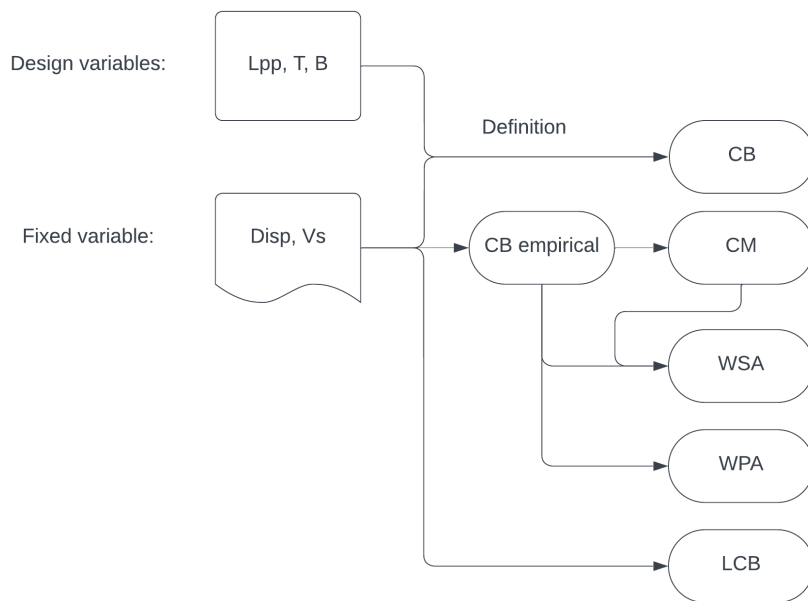 Design variables:
Lpp, T, B
Definition
CB
Fixed variable:
Disp, Vs
CB empirical
CM
WSA
WPA
LCB